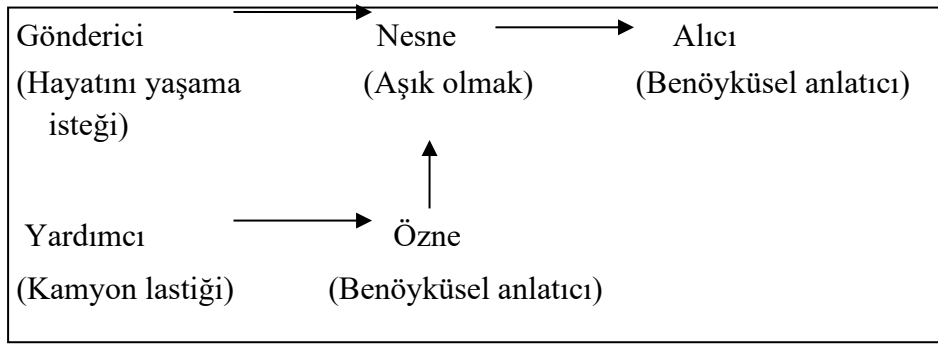 Gönderici Nesne Alıcı
(Hayatını yaşama (Aşık olmak) (Benöyküsel anlatıcı)
isteği)
Yardımcı Özne
(Kamyon lastiği) (Benöyküsel anlatıcı)